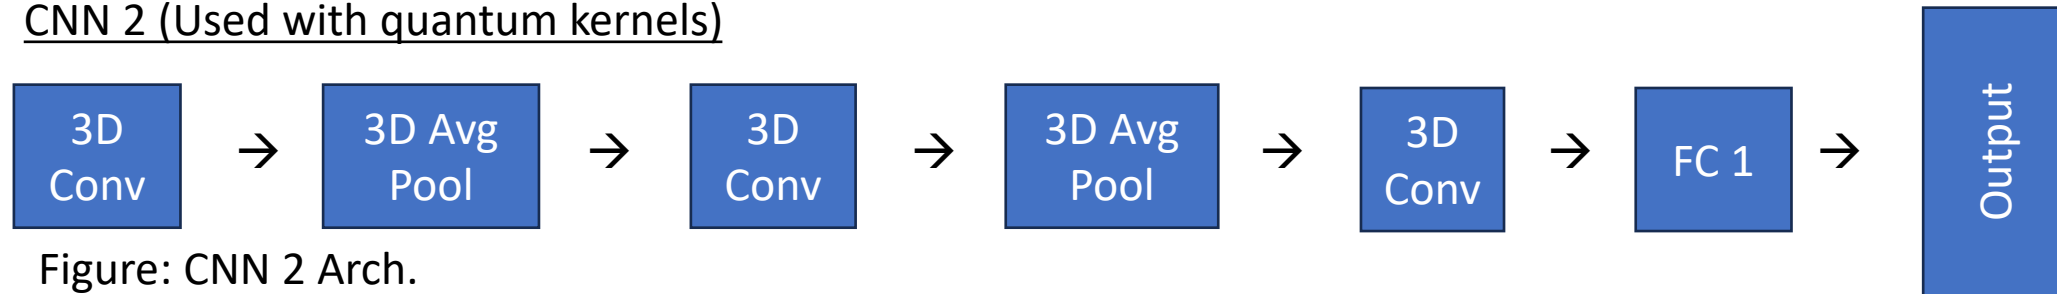 CNN 2 (Used with quantum kernels)
3D
Conv
→
3D Avg
Pool
→
3D
Conv
→
3D Avg
Pool
→
3D
Conv
→
FC 1
→
Output
Figure: CNN 2 Arch.